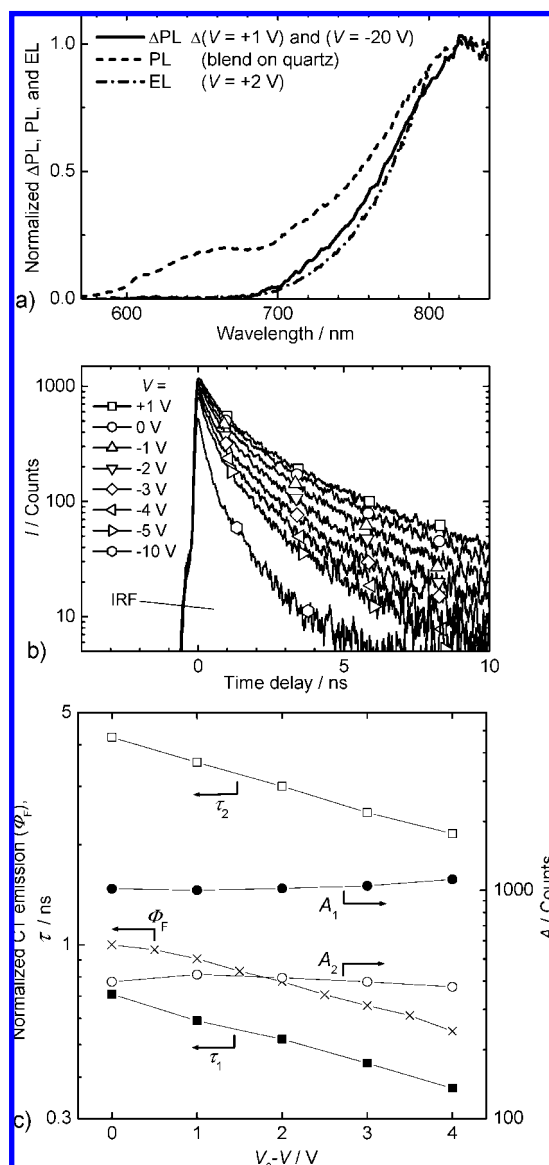 ΔPL Δ(V = +1 V) and (V = -20 V)
PL (blend on quartz)
EL (V = +2 V)
Normalized ΔPL, PL, and EL
1.0
0.5
0.0
600 700 800
Wavelength / nm
a)
V =
+1 V
0 V
-1 V
-2 V
-3 V
-4 V
-5 V
-10 V
IRF
I / Counts
1000
100
10
0 5 10
Time delay / ns
b)
Normalized CT emission (ΦF),
τ / ns
5
1
0.3
τ2
A1
ΦF
A2
τ1
A / Counts
1000
100
0 1 2 3 4
c)